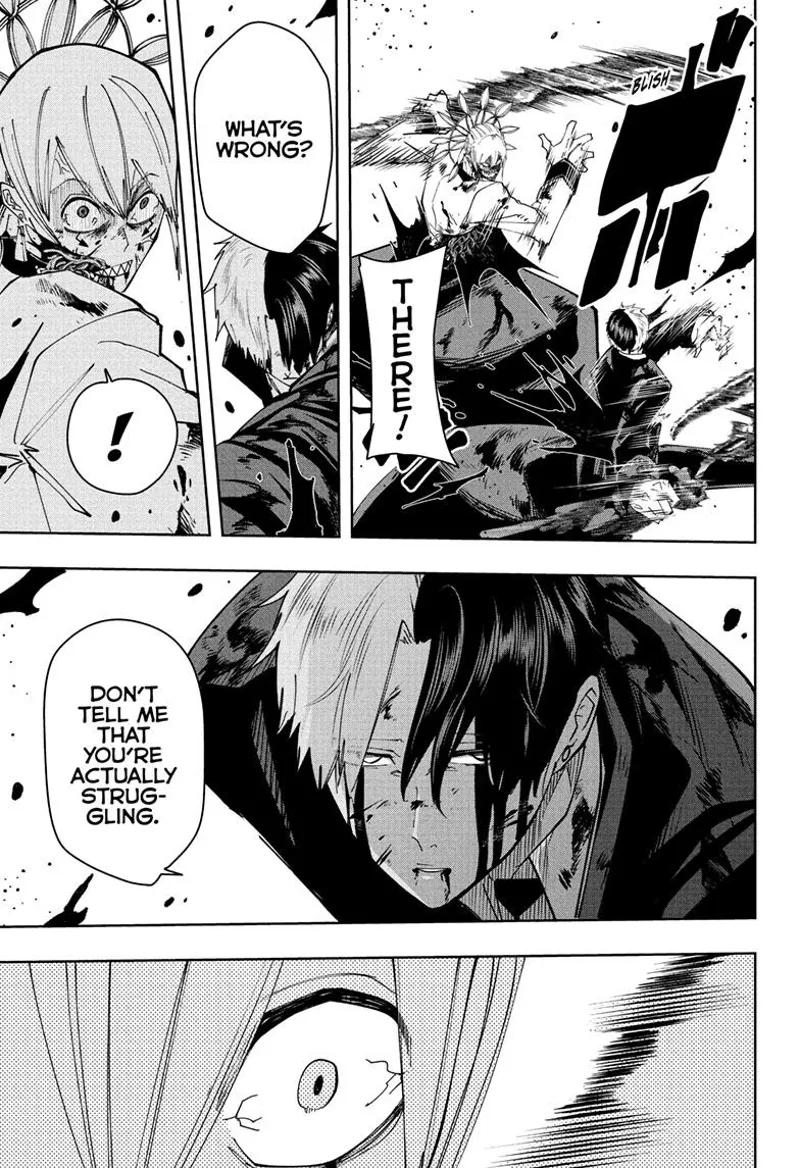 BLISH
THERE!
WHAT'S
WRONG?
!
DON'T
TELL ME
THAT
YOU'RE
ACTUALLY
STRUG-
GLING.